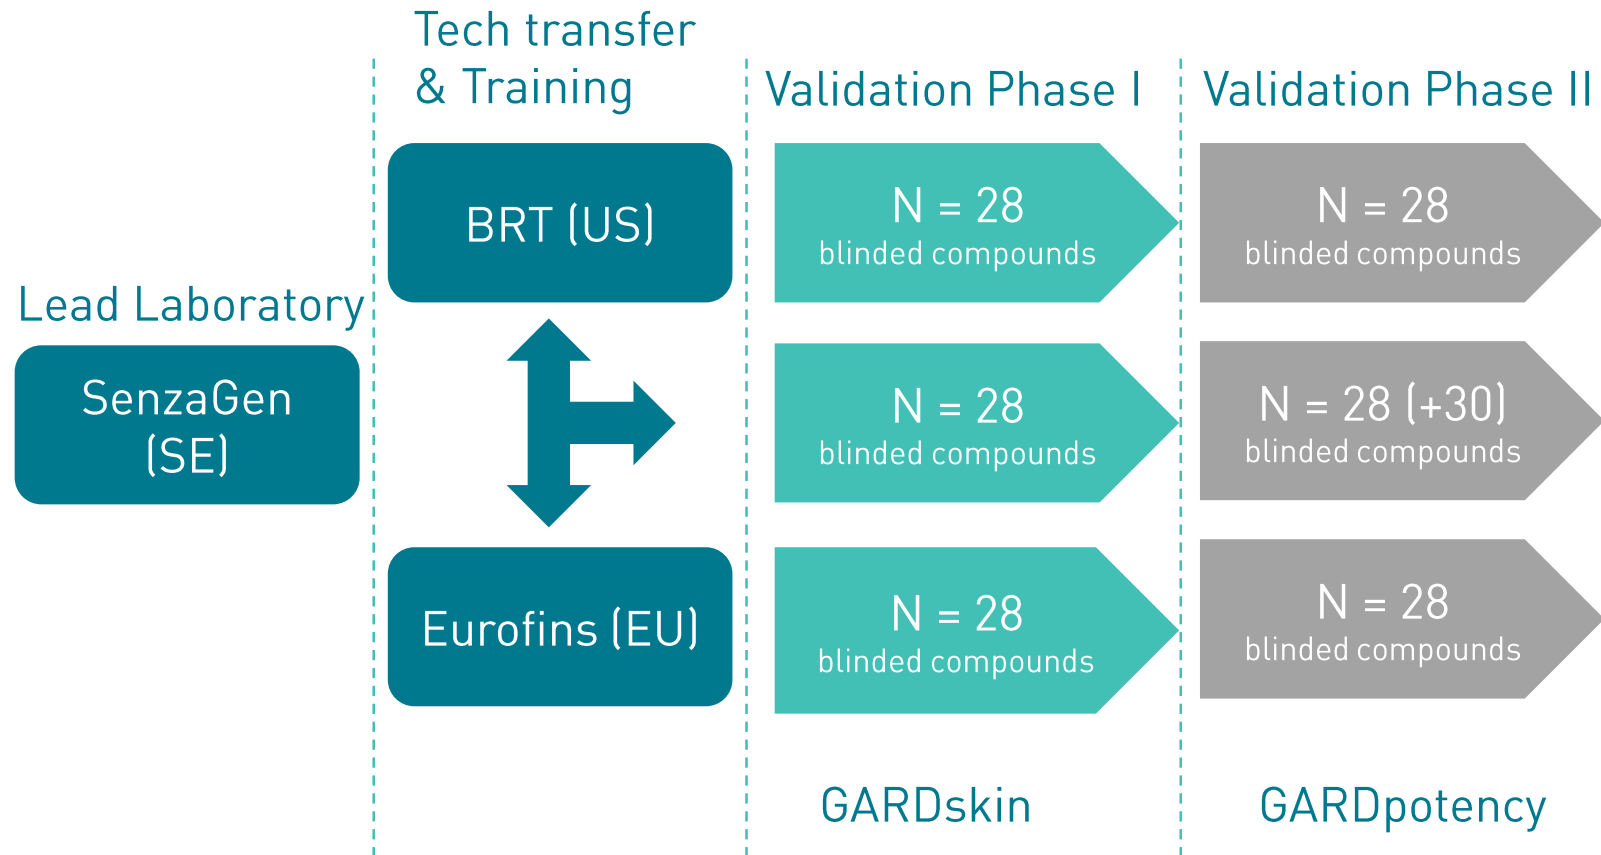 Lead Laboratory
SenzaGen
(SE)
Tech transfer
& Training
BRT (US)
Eurofins (EU)
Validation Phase I
N = 28
blinded compounds
N = 28
blinded compounds
N = 28
blinded compounds
GARDskin
Validation Phase II
N = 28
blinded compounds
N = 28 (+30)
blinded compounds
N = 28
blinded compounds
GARDpotency